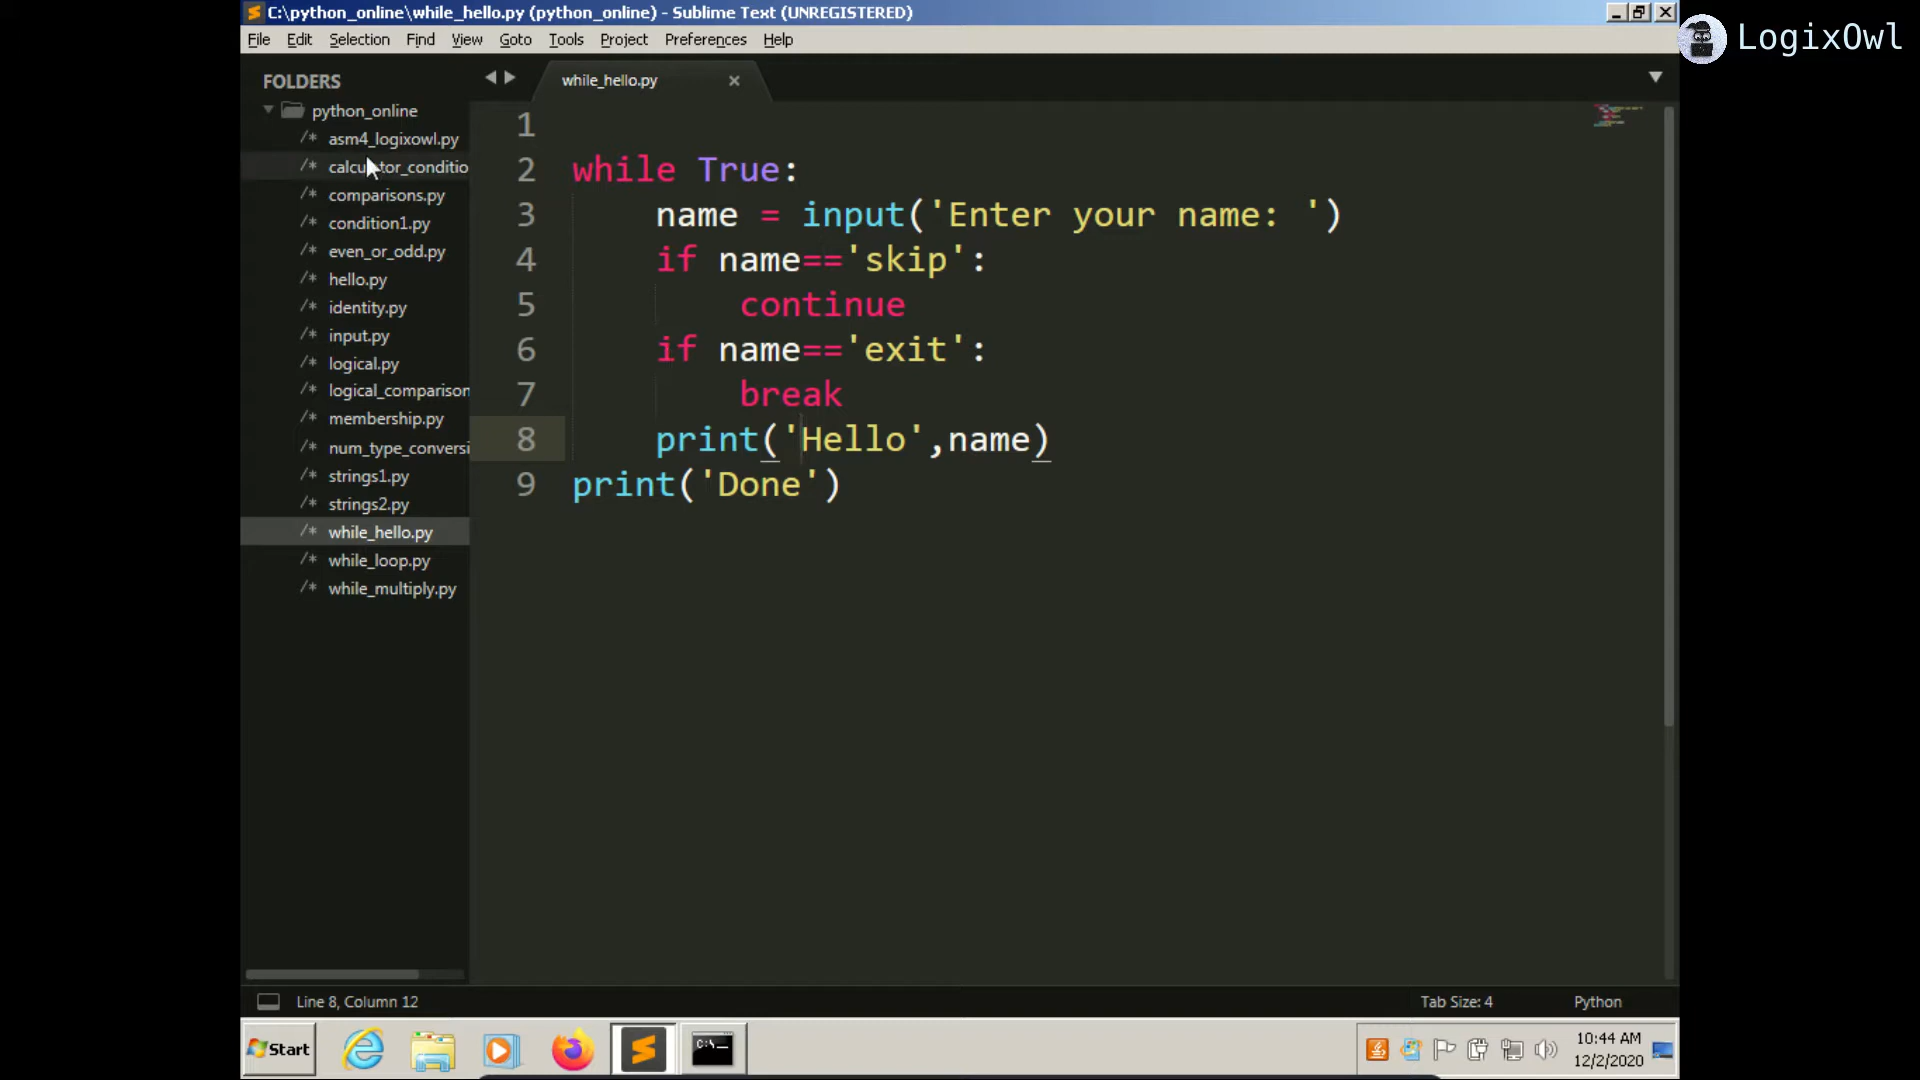 C:\python_online\while_hello.py (python_online) - Sublime Text (UNREGISTERED)
LogixOwl
File Edit Selection Find View Goto Tools Project Preferences Help
FOLDERS
while_hello.py
python_online
/* asm4_logixowl.py
/* comparisons.py
/* condition1.py
/* even_or_odd.py
/* hello.py
/* identity.py
/* input.py
/* logical.py
/* logical_comparison
/* membership.py
/* num_type_conversi
/* strings1.py
/* strings2.py
/* while_hello.py
/* while_loop.py
/* while_multiply.py
1
2 while True:
3 name = input('Enter your name: ')
4 if name=='skip':
5 continue
6 if name=='exit':
7 break
8 print('Hello',name)
9 print('Done')
Line 8, Column 12
Tab Size: 4
Python
Start
C:\
10:44 AM
12/2/2020